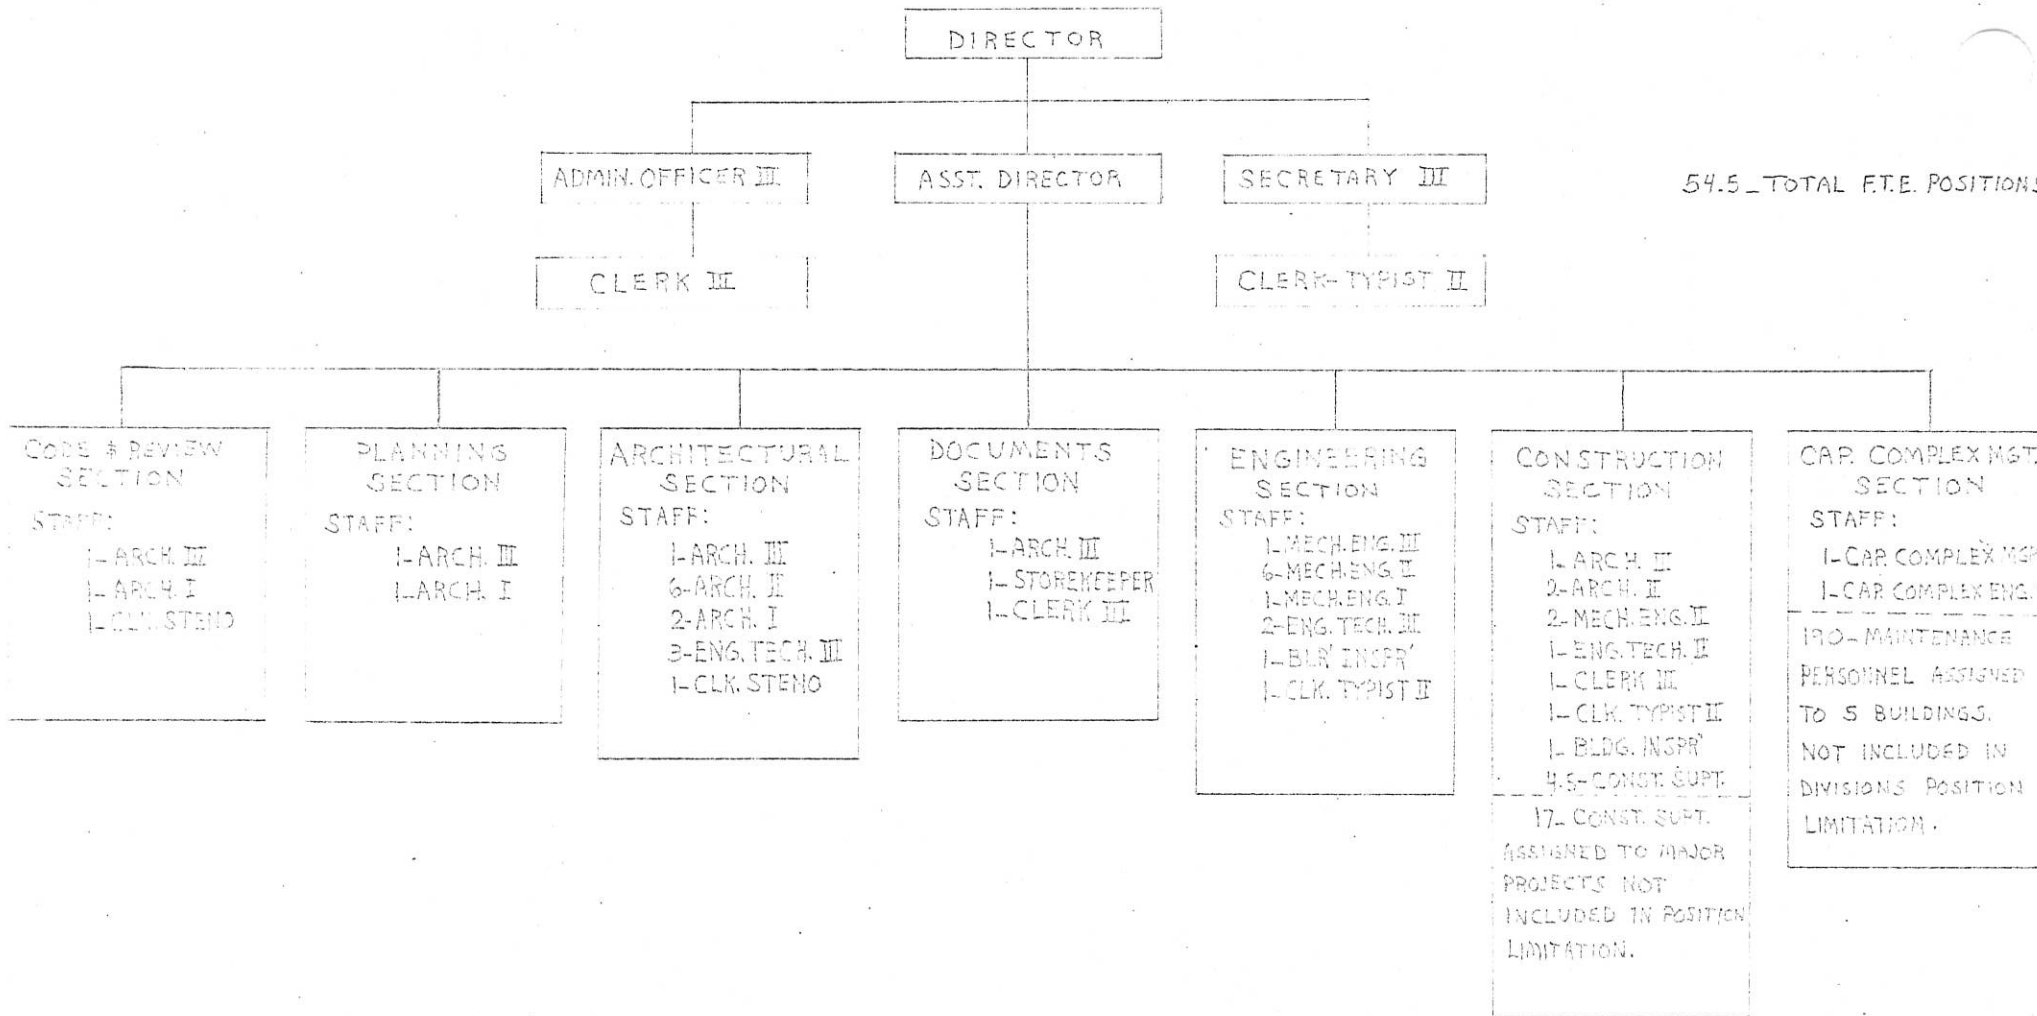 DIRECTOR
ADMIN. OFFICER III
ASST. DIRECTOR
SECRETARY III
54.5_TOTAL F.T.E. POSITIONS
CLERK III
CLERK-TYPIST II
CODE & REVIEW
SECTION
STAFF:
1-ARCH. III
1-ARCH. I
1-CLK. STENO
PLANNING
SECTION
STAFF:
1-ARCH. III
1-ARCH. I
ARCHITECTURAL
SECTION
STAFF:
1-ARCH. III
6-ARCH. II
2-ARCH. I
3-ENG. TECH. III
1-CLK. STENO
DOCUMENTS
SECTION
STAFF:
1-ARCH. III
1-STOREKEEPER
1-CLERK III
ENGINEERING
SECTION
STAFF:
1-MECH. ENG. III
6-MECH. ENG. II
1-MECH. ENG. I
2-ENG. TECH. III
1-BLR' INSPR'
1-CLK. TYPIST II
CONSTRUCTION
SECTION
STAFF:
1-ARCH.
2-ARCH. II
2-MECH. ENG. II
1-ENG. TECH. II
1-CLERK III
1-CLK. TYPIST II
1-BLDG. INSPR'
4.5-CONST. SUPT.
17-CONST. SUPT.
ASSIGNED TO MAJOR
PROJECTS NOT
INCLUDED IN POSITION
LIMITATION.
CAP. COMPLEX MGT.
SECTION
STAFF:
1-CAP. COMPLEX MGR
1-CAP. COMPLEX ENG.
MAINTENANCE
PERSONNEL ASSIGNED
TO 5 BUILDINGS.
NOT INCLUDED IN
DIVISIONS POSITION
LIMITATION.